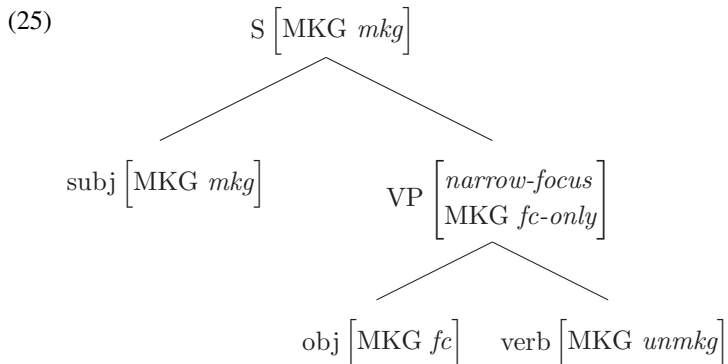 (25)
S [MKG mkg]
subj [MKG mkg]
VP [narrow-focus
MKG fc-only]
obj [MKG fc] verb [MKG unmkg]